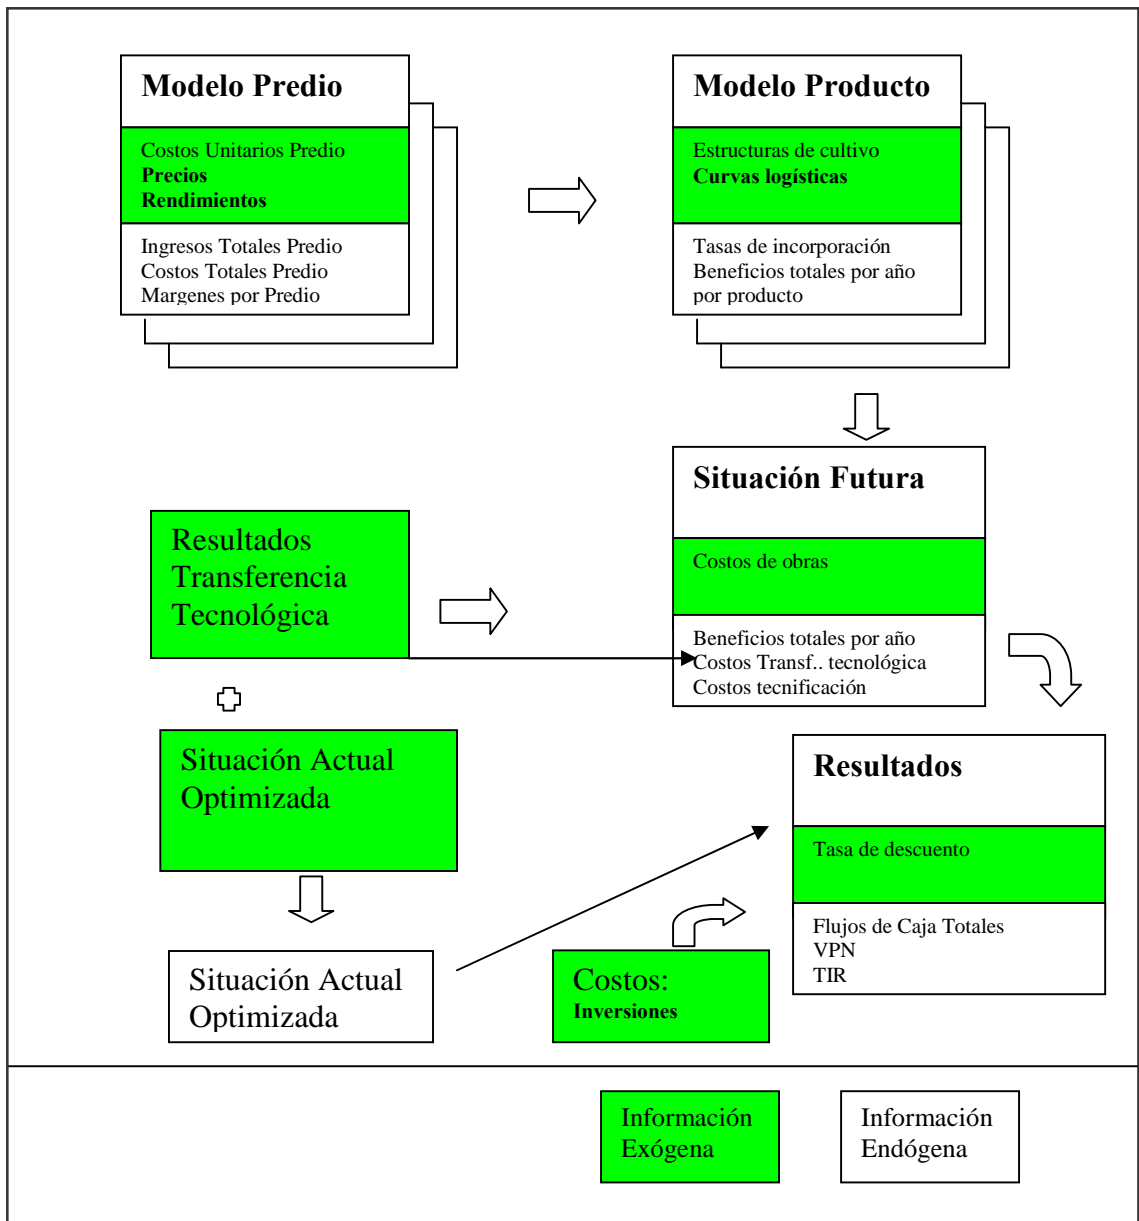 Modelo Predio
Costos Unitarios Predio
Precios
Rendimientos
Ingresos Totales Predio
Costos Totales Predio
Margenes por Predio
Modelo Producto
Estructuras de cultivo
Curvas logísticas
Tasas de incorporación
Beneficios totales por año
por producto
Situación Futura
Costos de obras
Beneficios totales por año
Costos Transf.. tecnológica
Costos tecnificación
Resultados
Transferencia
Tecnológica
Situación Actual
Optimizada
Situación Actual
Optimizada
Costos:
Inversiones
Resultados
Tasa de descuento
Flujos de Caja Totales
VPN
TIR
Información
Exógena
Información
Endógena